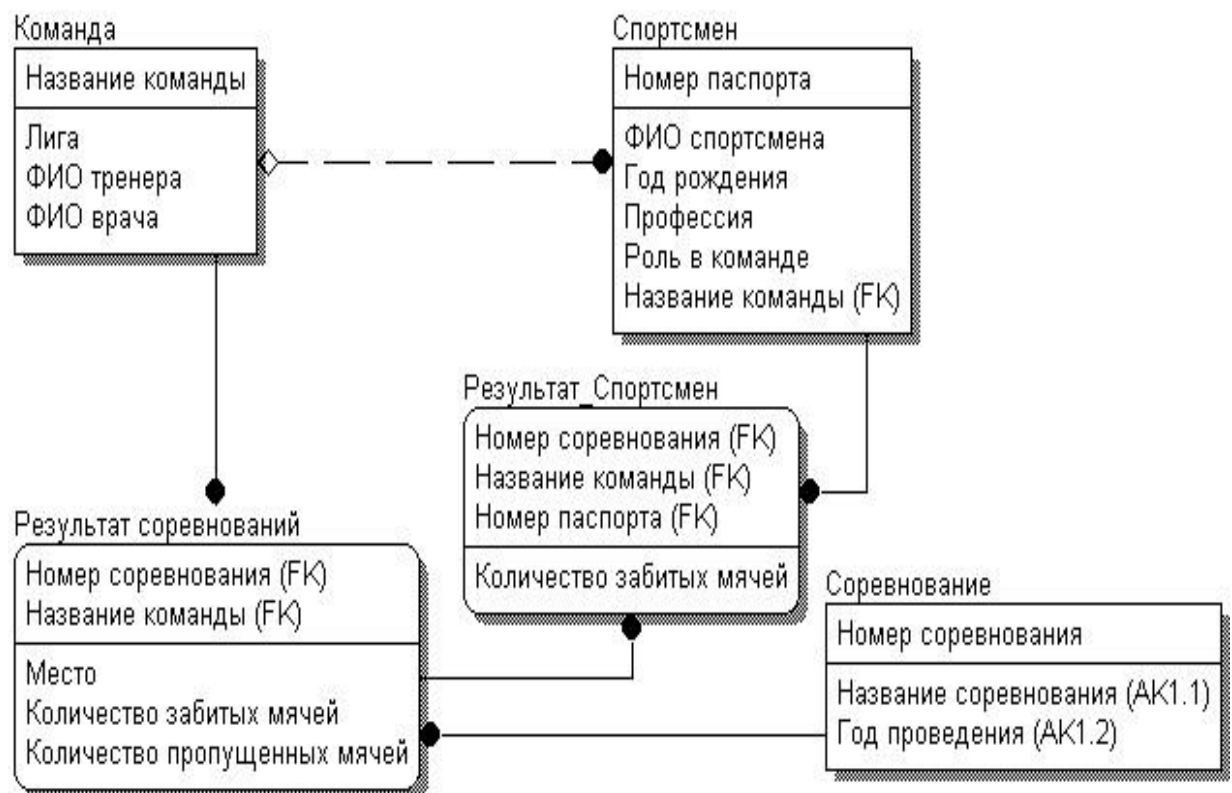 Команда
Название команды
Лига
ФИО тренера
ФИО врача
Спортсмен
Номер паспорта
ФИО спортсмена
Год рождения
Профессия
Роль в команде
Название команды (FK)
Результат_Спортсмен
Номер соревнования (FK)
Название команды (FK)
Номер паспорта (FK)
Количество забитых мячей
Результат соревнований
Номер соревнования (FK)
Название команды (FK)
Место
Количество забитых мячей
Количество пропущенных мячей
Соревнование
Номер соревнования
Название соревнования (AK1.1)
Год проведения (AK1.2)